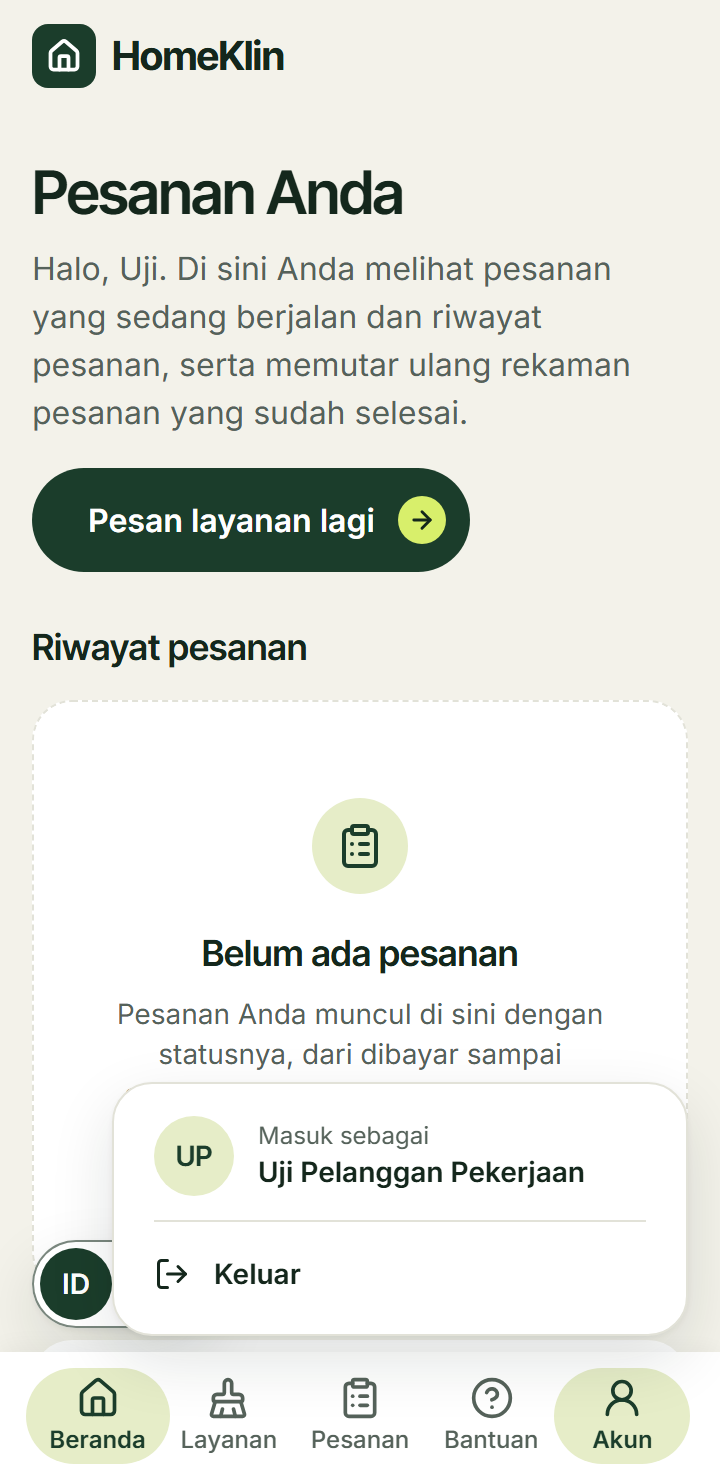 HomeKlin
Pesanan Anda
Halo, Uji. Di sini Anda melihat pesanan
yang sedang berjalan dan riwayat
pesanan, serta memutar ulang rekaman
pesanan yang sudah selesai.
Pesan layanan lagi
Riwayat pesanan
Belum ada pesanan
Pesanan Anda muncul di sini dengan
statusnya, dari dibayar sampai
UP
Masuk sebagai
Uji Pelanggan Pekerjaan
Keluar
ID
Beranda
Layanan
Pesanan
Bantuan
Akun